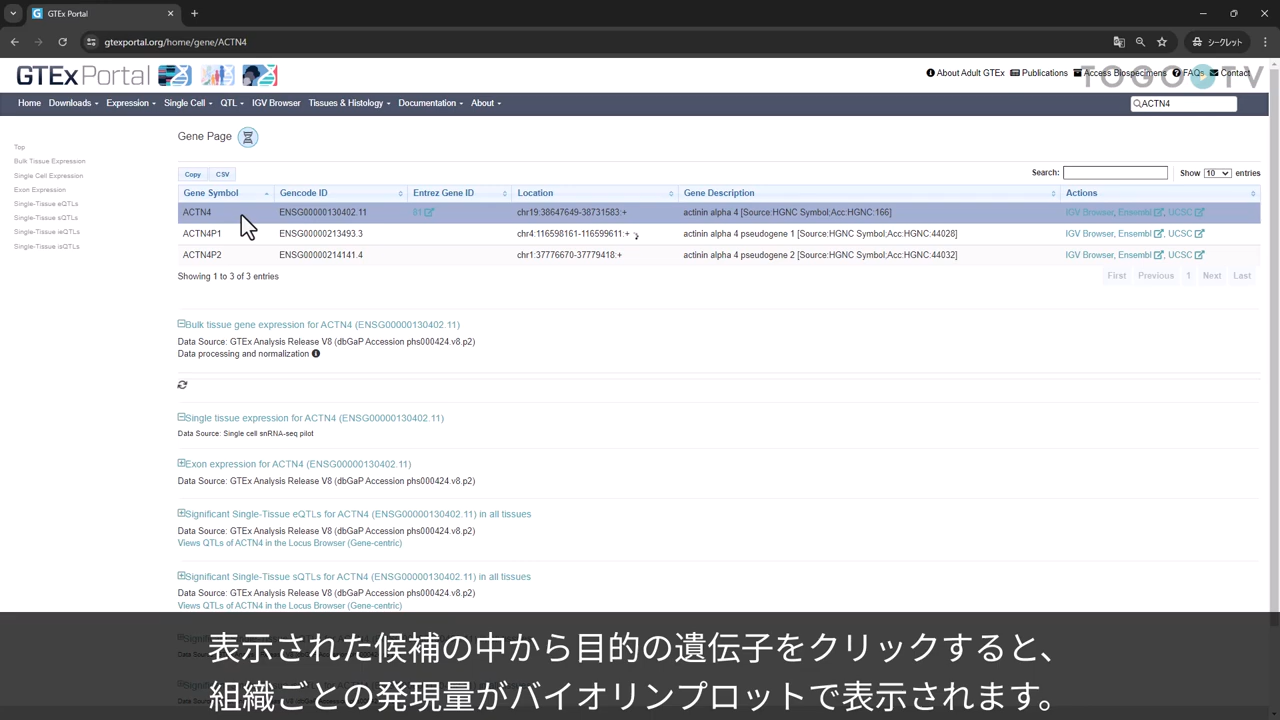 GTEx Portal
gtexportal.org/home/gene/ACTN4
シークレット
GTExPortal
About Adult GTEx Publications Access Biospecimens FAQs Contact
TOGOTV
Home Downloads Expression Single Cell QTL IGV Browser Tissues & Histology Documentation About
ACTN4
Gene Page
Top
Bulk Tissue Expression
Single Cell Expression
Exon Expression
Single-Tissue eQTLs
Single-Tissue sQTLs
Single-Tissue ieQTLs
Single-Tissue isQTLs
Copy CSV
Search: Show 10 entries
Gene Symbol Gencode ID Entrez Gene ID Location Gene Description Actions
ACTN4 ENSG00000130402.11 81 chr19:38647649-38731583:+ actinin alpha 4 [Source:HGNC Symbol;Acc:HGNC:166] IGV Browser, Ensembl, UCSC
ACTN4P1 ENSG00000213493.3 chr4:116598161-116599611:+ actinin alpha 4 pseudogene 1 [Source:HGNC Symbol;Acc:HGNC:44028] IGV Browser, Ensembl, UCSC
ACTN4P2 ENSG00000214141.4 chr1:37776670-37779418:+ actinin alpha 4 pseudogene 2 [Source:HGNC Symbol;Acc:HGNC:44032] IGV Browser, Ensembl, UCSC
Showing 1 to 3 of 3 entries
First Previous 1 Next Last
Bulk tissue gene expression for ACTN4 (ENSG00000130402.11)
Data Source: GTEx Analysis Release V8 (dbGaP Accession phs000424.v8.p2)
Data processing and normalization
Single tissue expression for ACTN4 (ENSG00000130402.11)
Data Source: Single cell snRNA-seq pilot
Exon expression for ACTN4 (ENSG00000130402.11)
Data Source: GTEx Analysis Release V8 (dbGaP Accession phs000424.v8.p2)
Significant Single-Tissue eQTLs for ACTN4 (ENSG00000130402.11) in all tissues
Data Source: GTEx Analysis Release V8 (dbGaP Accession phs000424.v8.p2)
Views QTLs of ACTN4 in the Locus Browser (Gene-centric)
Significant Single-Tissue sQTLs for ACTN4 (ENSG00000130402.11) in all tissues
Data Source: GTEx Analysis Release V8 (dbGaP Accession phs000424.v8.p2)
Views QTLs of ACTN4 in the Locus Browser (Gene-centric)
表示された候補の中から目的の遺伝子をクリックすると、
組織ごとの発現量がバイオリンプロットで表示されます。